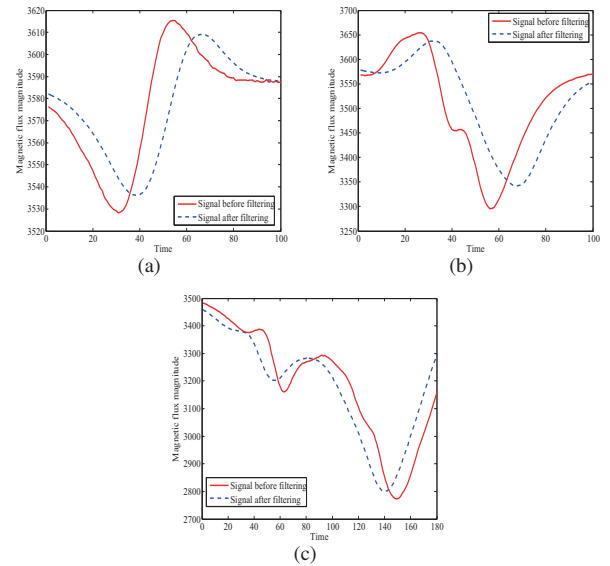 3620
3610
3600
3590
3580
3570
3560
3550
3540
3530
3520
Magnetic flux magnitude
Signal before filtering
Signal after filtering
0 20 40 60 80 100
Time
(a)
3700
3650
3600
3550
3500
3450
3400
3350
3300
3250
Magnetic flux magnitude
Signal before filtering
Signal after filtering
0 20 40 60 80 100
Time
(b)
3500
3400
3300
3200
3100
3000
2900
2800
2700
Magnetic flux magnitude
Signal before filtering
Signal after filtering
0 20 40 60 80 100 120 140 160 180
Time
(c)